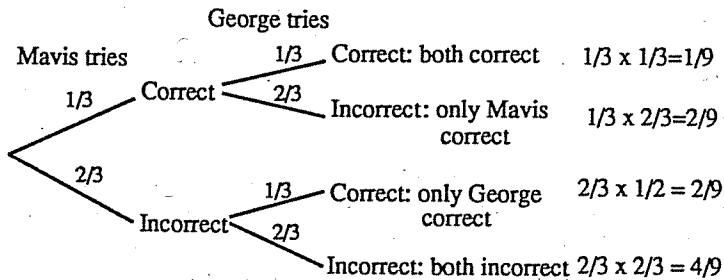 George tries
Mavis tries
1/3 Correct: both correct 1/3 x 1/3=1/9
1/3 Correct
2/3 Incorrect: only Mavis 1/3 x 2/3=2/9
correct
2/3 1/3 Correct: only George 2/3 x 1/2 = 2/9
correct
Incorrect 2/3
Incorrect: both incorrect 2/3 x 2/3 = 4/9